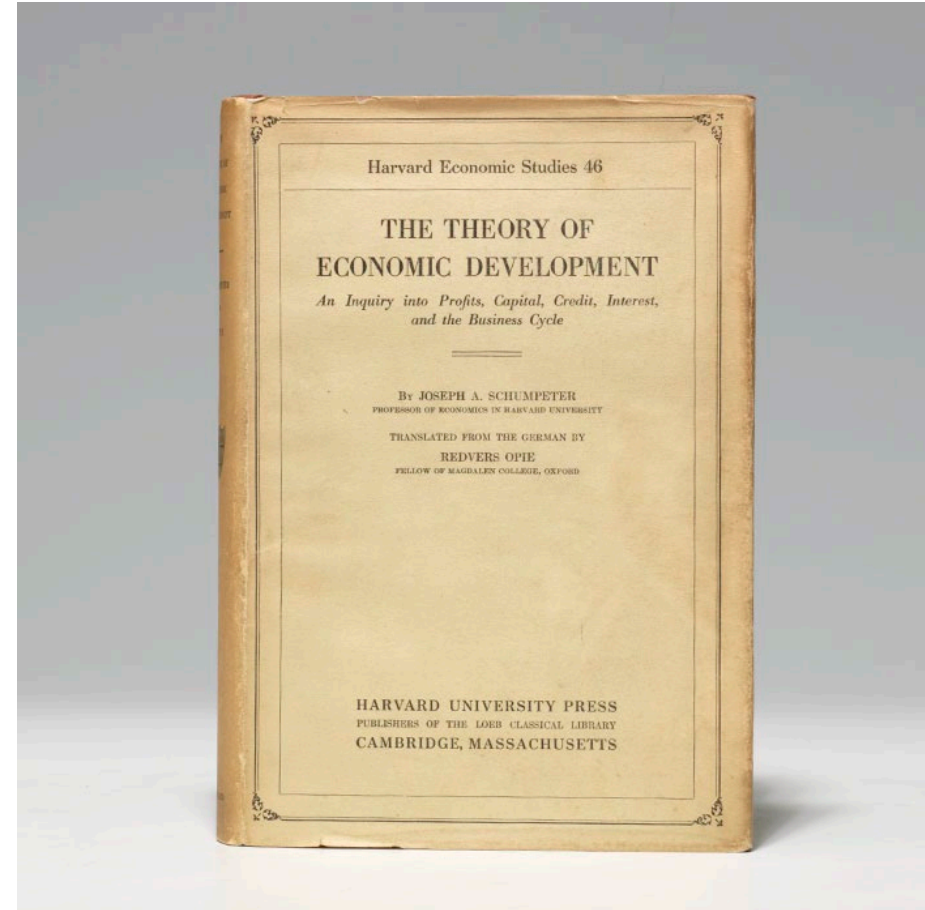 Harvard Economic Studies 46
THE THEORY OF
ECONOMIC DEVELOPMENT
An Inquiry into Profits, Capital, Credit, Interest,
and the Business Cycle
By JOSEPH A. SCHUMPETER
PROFESSOR OF ECONOMICS IN HARVARD UNIVERSITY
TRANSLATED FROM THE GERMAN BY
REDVERS OPIE
FELLOW OF MAGDALEN COLLEGE, OXFORD
HARVARD UNIVERSITY PRESS
PUBLISHERS OF THE LOEB CLASSICAL LIBRARY
CAMBRIDGE, MASSACHUSETTS